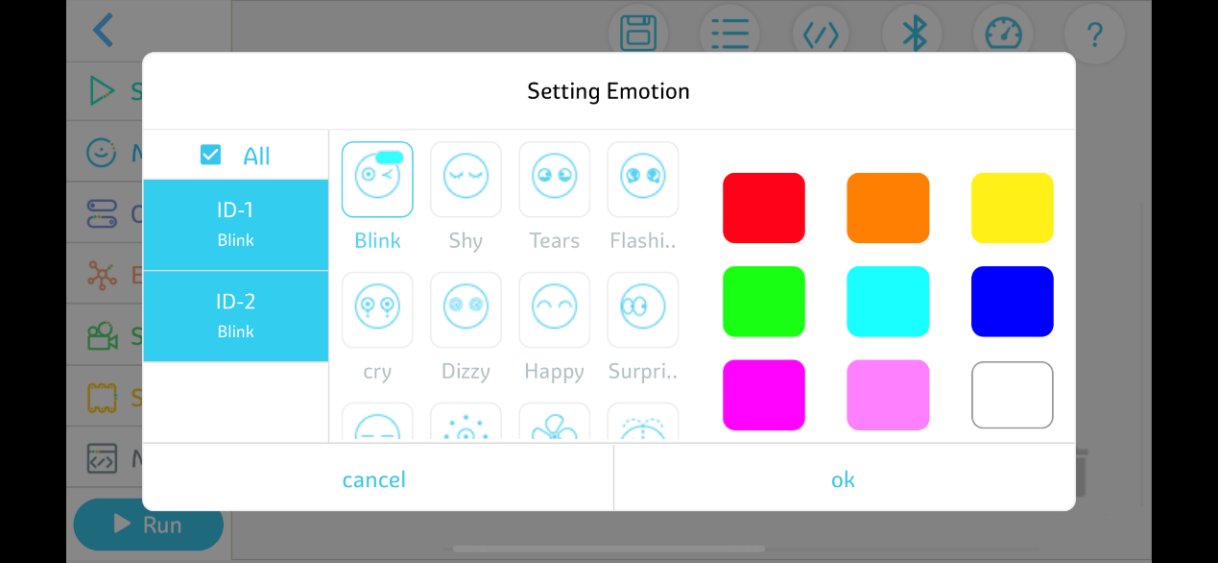 ?
Setting Emotion
All
ID-1
Blink
ID-2
Blink
Blink
Shy
Tears
Flashi..
cry
Dizzy
Happy
Surpri..
cancel
ok
Run